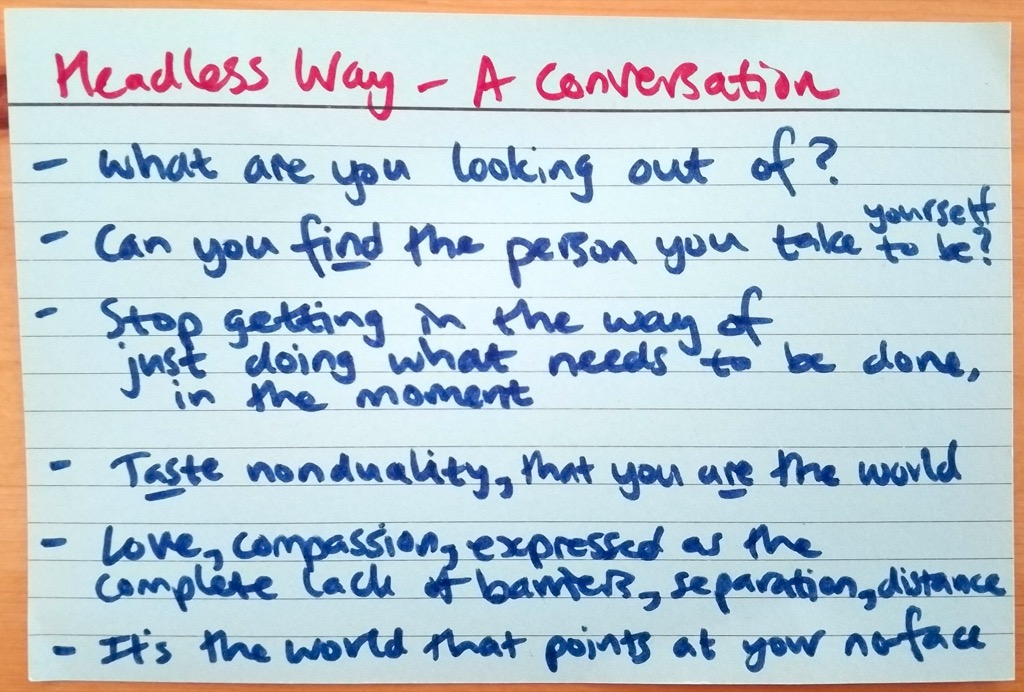 Headless Way - A Conversation
- What are you looking out of?
- Can you find the person you take yourself to be?
- Stop getting in the way of
just doing what needs to be done,
in the moment
- Taste nonduality, that you are the world
- Love, compassion, expressed as the
complete lack of barriers, separation, distance
- It's the world that points at your no-face